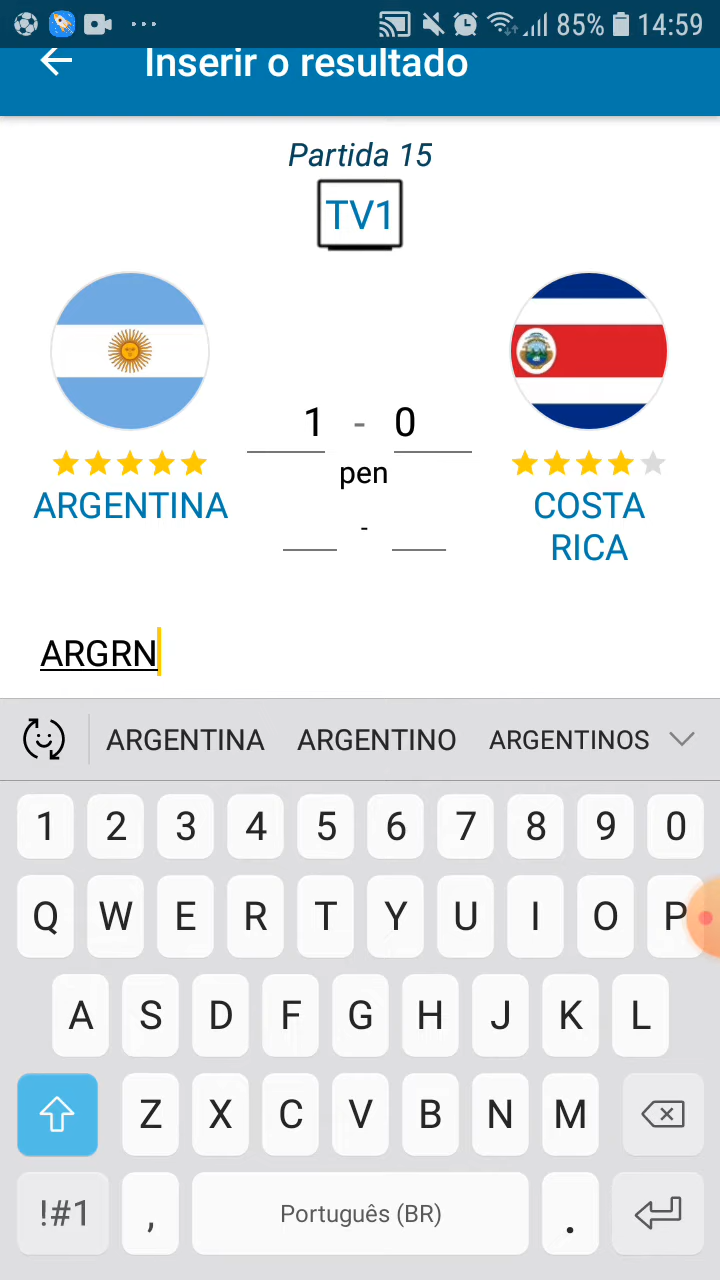 85% 14:59
Inserir o resultado
Partida 15
TV1
1 - 0
pen
-
ARGENTINA
COSTA
RICA
ARGRN
ARGENTINA ARGENTINO ARGENTINOS
1 2 3 4 5 6 7 8 9 0
Q W E R T Y U I O P
A S D F G H J K L
Z X C V B N M
!#1 , Português (BR) .